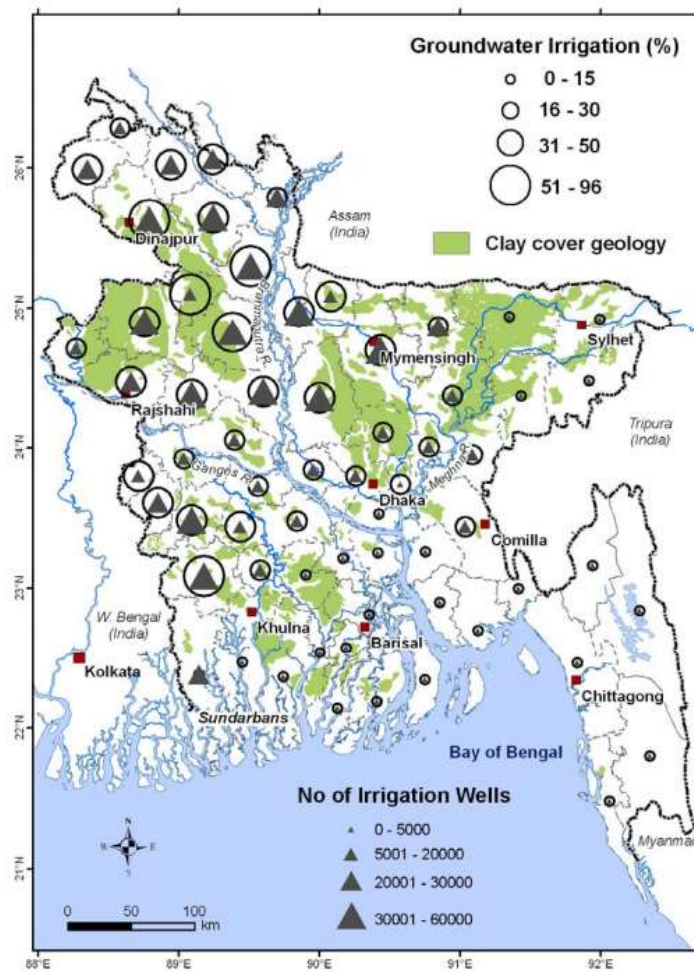 Groundwater Irrigation (%)
0 - 15
16 - 30
31 - 50
51 - 96
Clay cover geology
26°N
25°N
24°N
23°N
22°N
21°N
Assam
(India)
Dinajpur
Brahmaputra R.
Sylhet
Mymensingh
Rajshahi
Tripura
(India)
Ganges R.
Meghna
Dhaka
Comilla
W. Bengal
(India)
Khulna
Barisal
Kolkata
Chittagong
Sundarbans
Bay of Bengal
No of Irrigation Wells
0 - 5000
5001 - 20000
20001 - 30000
30001 - 60000
Myanmar
N
W
E
S
0 50 100
km
88°E 89°E 90°E 91°E 92°E